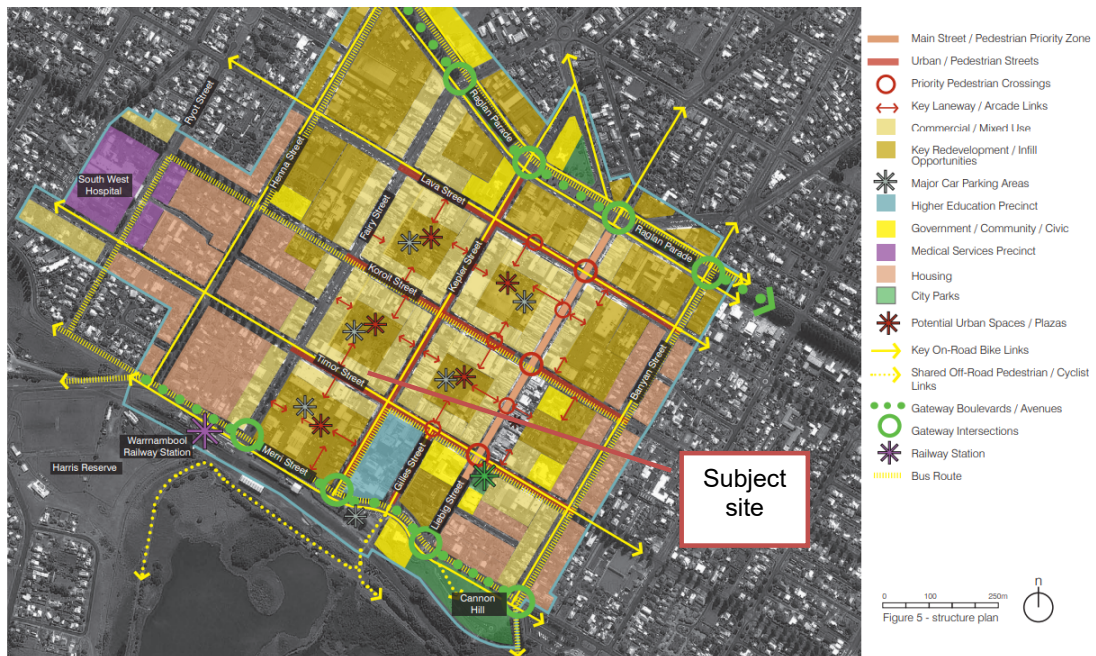 Ryot Street
Raglan Parade
South West
Hospital
Henna Street
Lava Street
Fairy Street
Kepler Street
Raglan Parade
Koroit Street
Banyan Street
Timor Street
Warrnambool
Railway Station
Harris Reserve
Merri Street
Gilles Street
Liebig Street
Cannon
Hill
Subject
site
Main Street / Pedestrian Priority Zone
Urban / Pedestrian Streets
Priority Pedestrian Crossings
Key Laneway / Arcade Links
Commercial / Mixed Use
Key Redevelopment / Infill
Opportunities
Major Car Parking Areas
Higher Education Precinct
Government / Community / Civic
Medical Services Precinct
Housing
City Parks
Potential Urban Spaces / Plazas
Key On-Road Bike Links
Shared Off-Road Pedestrian / Cyclist
Links
Gateway Boulevards / Avenues
Gateway Intersections
Railway Station
Bus Route
n
0 100 250m
Figure 5 - structure plan